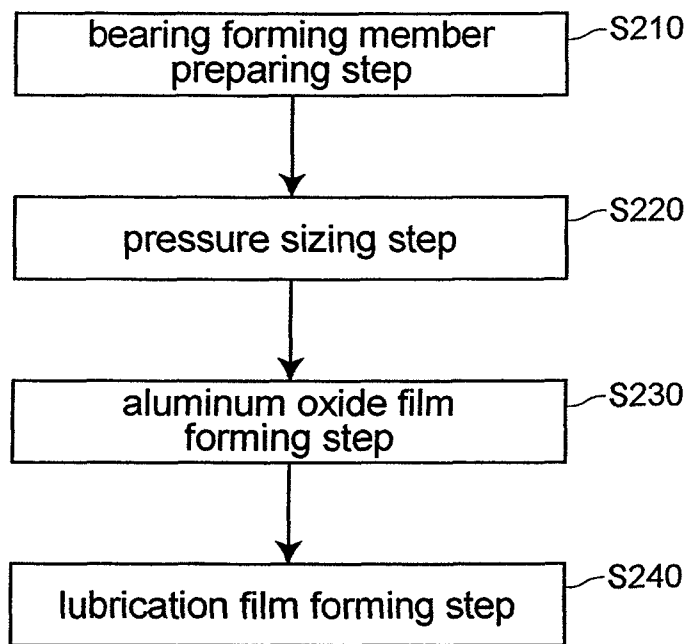 bearing forming member
preparing step
S210
pressure sizing step
S220
aluminum oxide film
forming step
S230
lubrication film forming step
S240